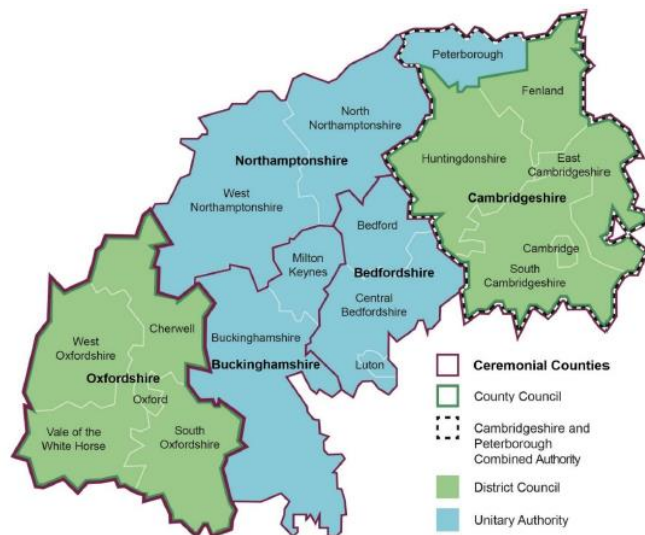 Peterborough
Fenland
North
Northamptonshire
Northamptonshire
Huntingdonshire
East
Cambridgeshire
West
Northamptonshire
Cambridgeshire
Bedford
Milton
Keynes
Cambridge
Bedfordshire
South
Cambridgeshire
Central
Bedfordshire
Cherwell
Buckinghamshire
West
Oxfordshire
Buckinghamshire
Luton
Oxfordshire
Oxford
Vale of the
White Horse
South
Oxfordshire
Ceremonial Counties
County Council
Cambridgeshire and
Peterborough
Combined Authority
District Council
Unitary Authority